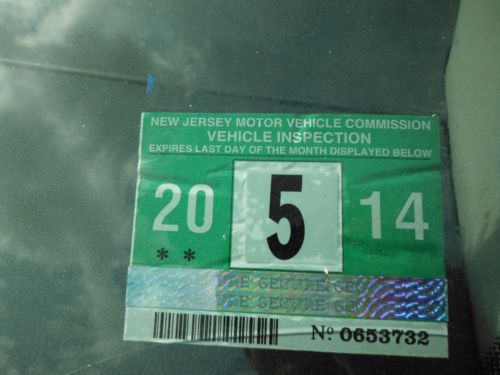 NEW JERSEY MOTOR VEHICLE COMMISSION
VEHICLE INSPECTION
EXPIRES LAST DAY OF THE MONTH DISPLAYED BELOW
20 5 14
* *
Nº 0653732